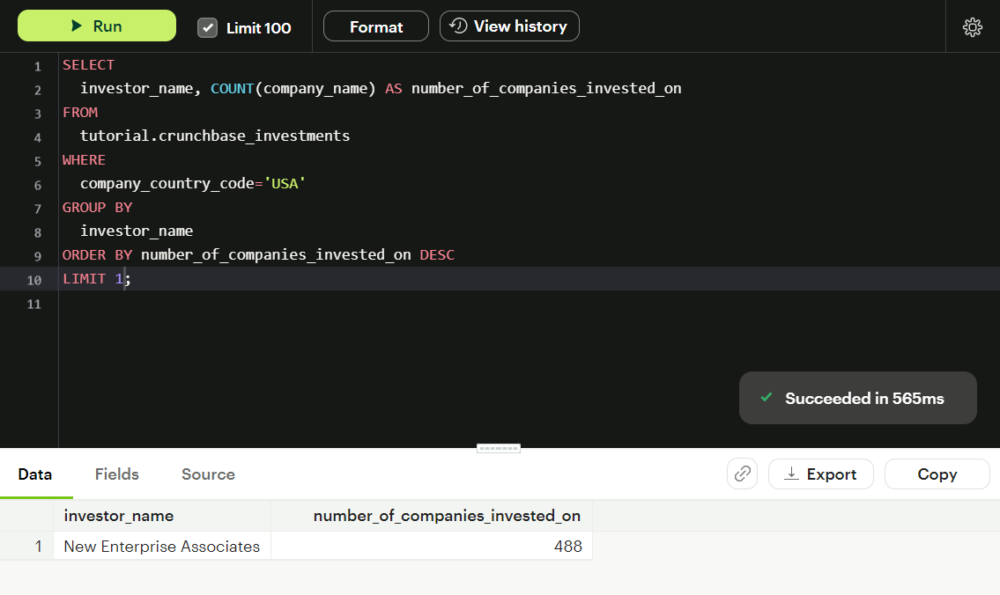 Run
Limit 100
Format
View history
1 SELECT
2 investor_name, COUNT(company_name) AS number_of_companies_invested_on
3 FROM
4 tutorial.crunchbase_investments
5 WHERE
6 company_country_code='USA'
7 GROUP BY
8 investor_name
9 ORDER BY number_of_companies_invested_on DESC
10 LIMIT 1;
11
Succeeded in 565ms
Data Fields Source Export Copy
investor_name number_of_companies_invested_on
1 New Enterprise Associates 488